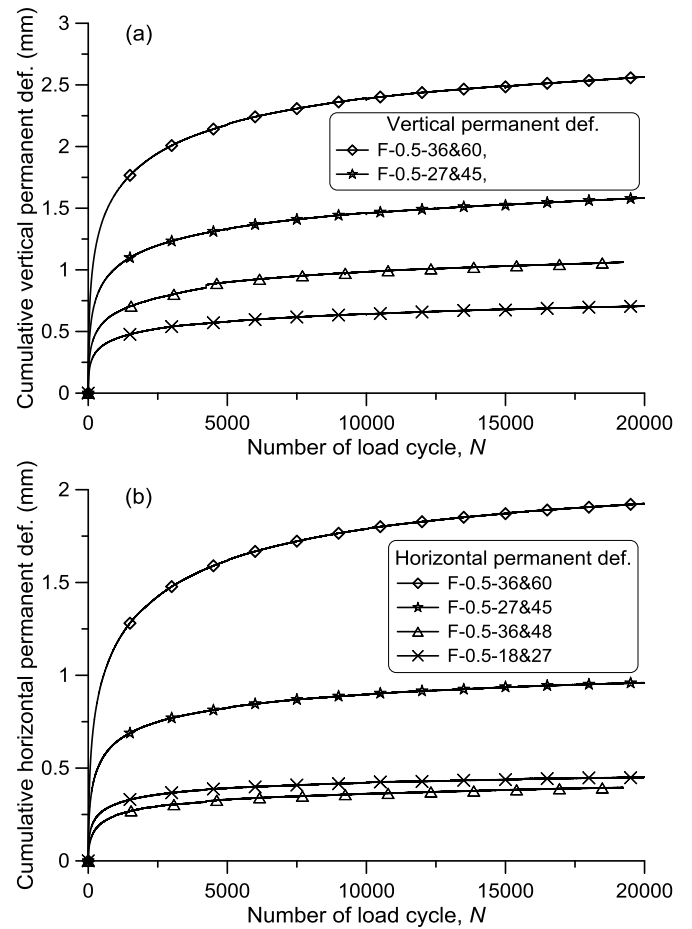 Cumulative vertical permanent def. (mm)
3
2.5
2
1.5
1
0.5
0
(a)
Vertical permanent def.
F-0.5-36&60,
F-0.5-27&45,
0 5000 10000 15000 20000
Number of load cycle, N
Cumulative horizontal permanent def. (mm)
2
1.5
1
0.5
0
(b)
Horizontal permanent def.
F-0.5-36&60
F-0.5-27&45
F-0.5-36&48
F-0.5-18&27
0 5000 10000 15000 20000
Number of load cycle, N